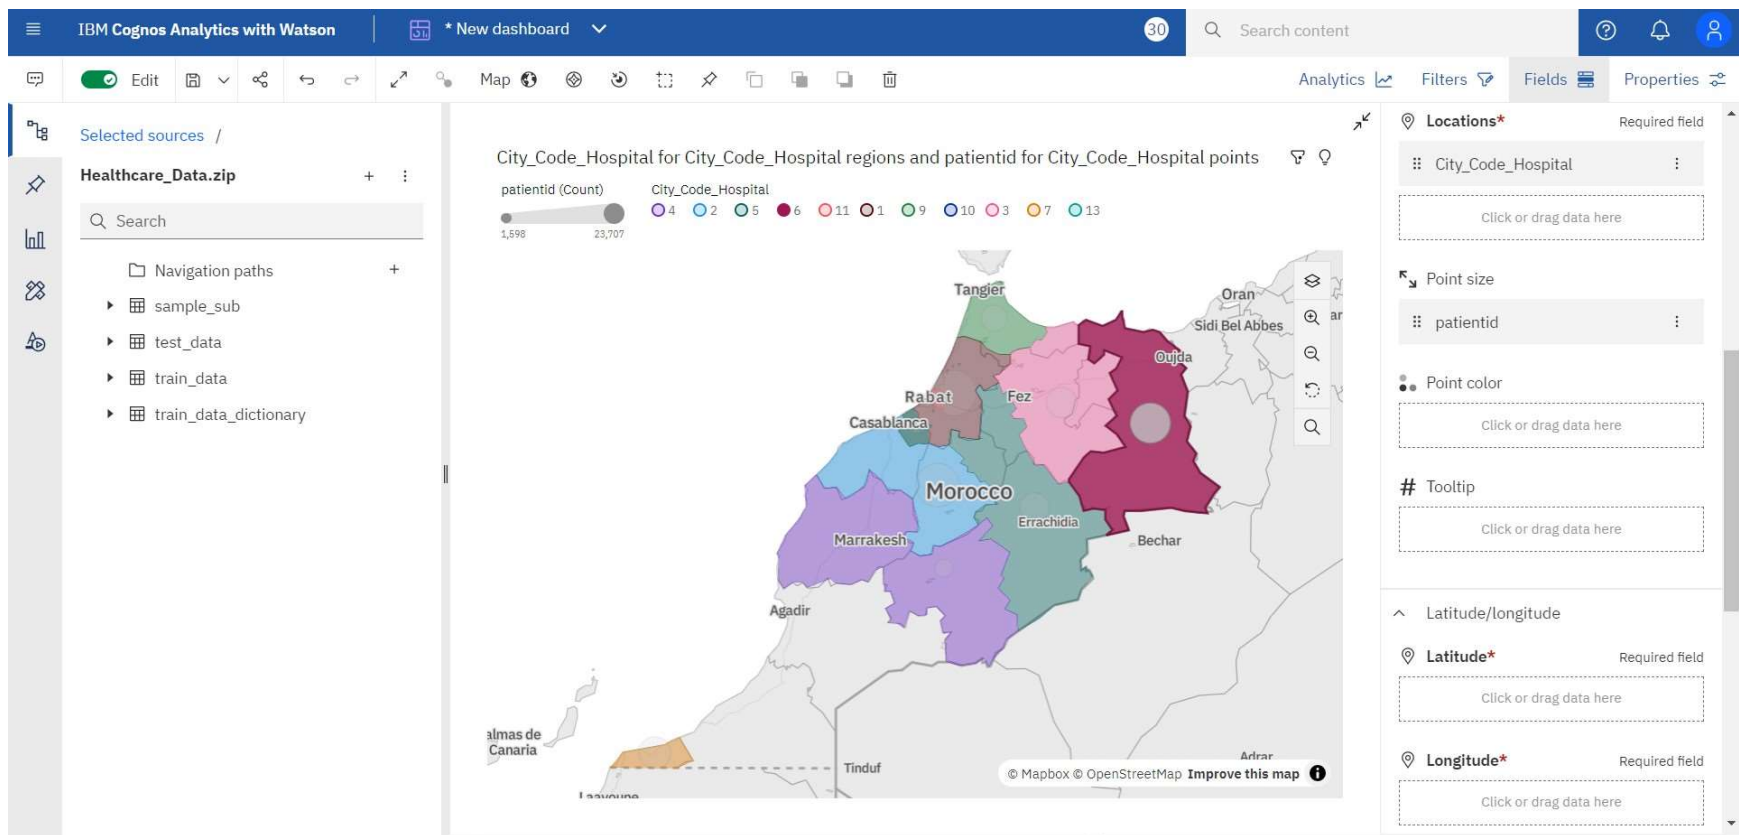 IBM Cognos Analytics with Watson
* New dashboard
30
Search content
Edit
Map
Analytics
Filters
Fields
Properties
Selected sources /
Healthcare_Data.zip
Search
Navigation paths
sample_sub
test_data
train_data
train_data_dictionary
City_Code_Hospital for City_Code_Hospital regions and patientid for City_Code_Hospital points
patientid (Count)
1,598
23,707
City_Code_Hospital
4 2 5 6 11 1 9 10 3 7 13
Tangier
Oran
Sidi Bel Abbes
Oujda
Rabat
Fez
Casablanca
Morocco
Errachidia
Marrakesh
Bechar
Agadir
almas de
Canaria
Tinduf
Adrar
Laayoune
© Mapbox © OpenStreetMap Improve this map
Locations*
Required field
City_Code_Hospital
Click or drag data here
Point size
patientid
Point color
Click or drag data here
# Tooltip
Click or drag data here
Latitude/longitude
Latitude*
Required field
Click or drag data here
Longitude*
Required field
Click or drag data here